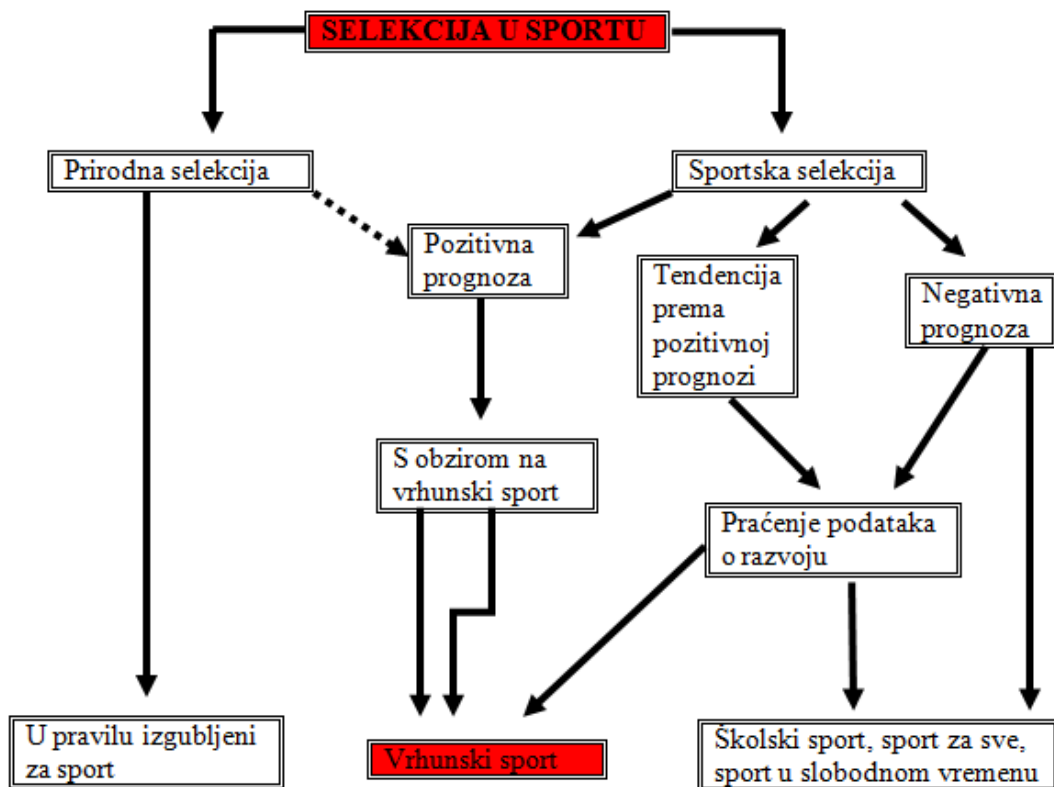 SELEKCIJA U SPORTU
Prirodna selekcija
Sportska selekcija
Pozitivna
prognoza
Tendencija
prema
pozitivnoj
prognozi
Negativna
prognoza
S obzirom na
vrhunski sport
Praćenje podataka
o razvoju
U pravilu izgubljeni
za sport
Vrhunski sport
Školski sport, sport za sve,
sport u slobodnom vremenu